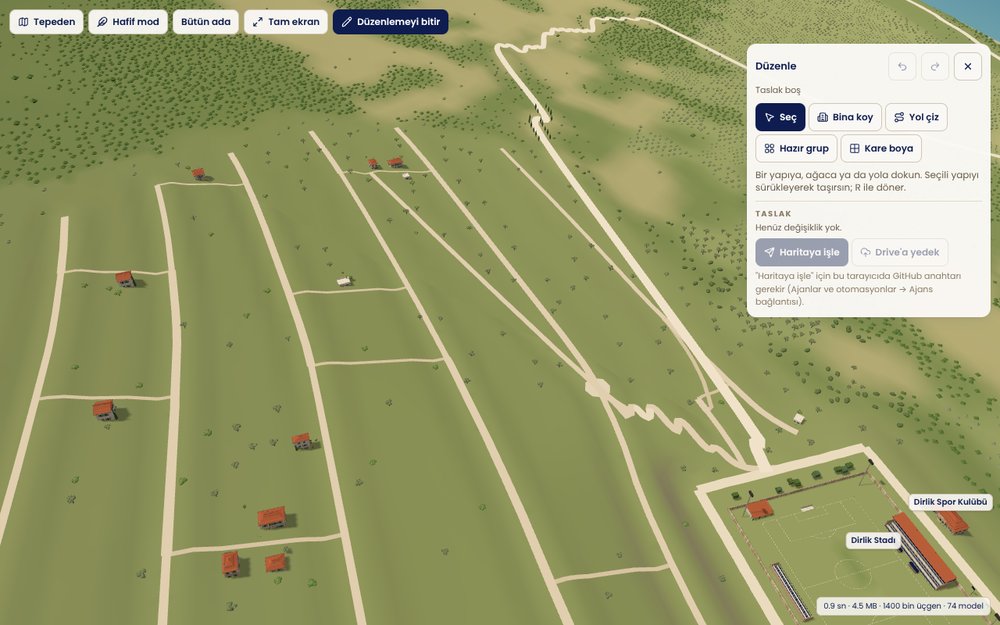 Tepeden
Hafif mod
Bütün ada
Tam ekran
Düzenlemeyi bitir
Düzenle
Taslak boş
Seç
Bina koy
Yol çiz
Hazır grup
Kare boya
Bir yapıya, ağaca ya da yola dokun. Seçili yapıyı
sürükleyerek taşırsın; R ile döner.
TASLAK
Henüz değişiklik yok.
Haritaya işle
Drive'a yedek
"Haritaya işle" için bu tarayıcıda GitHub anahtarı
gerekir (Ajanlar ve otomasyonlar → Ajans
bağlantısı).
Dirlik Spor Kulübü
Dirlik Stadı
0.9 sn · 4.5 MB · 1400 bin üçgen · 74 model